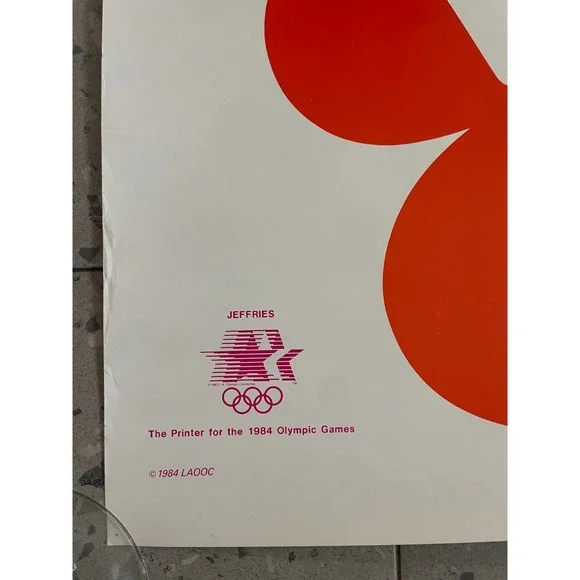 JEFFRIES
The Printer for the 1984 Olympic Games
© 1984 LAOOC